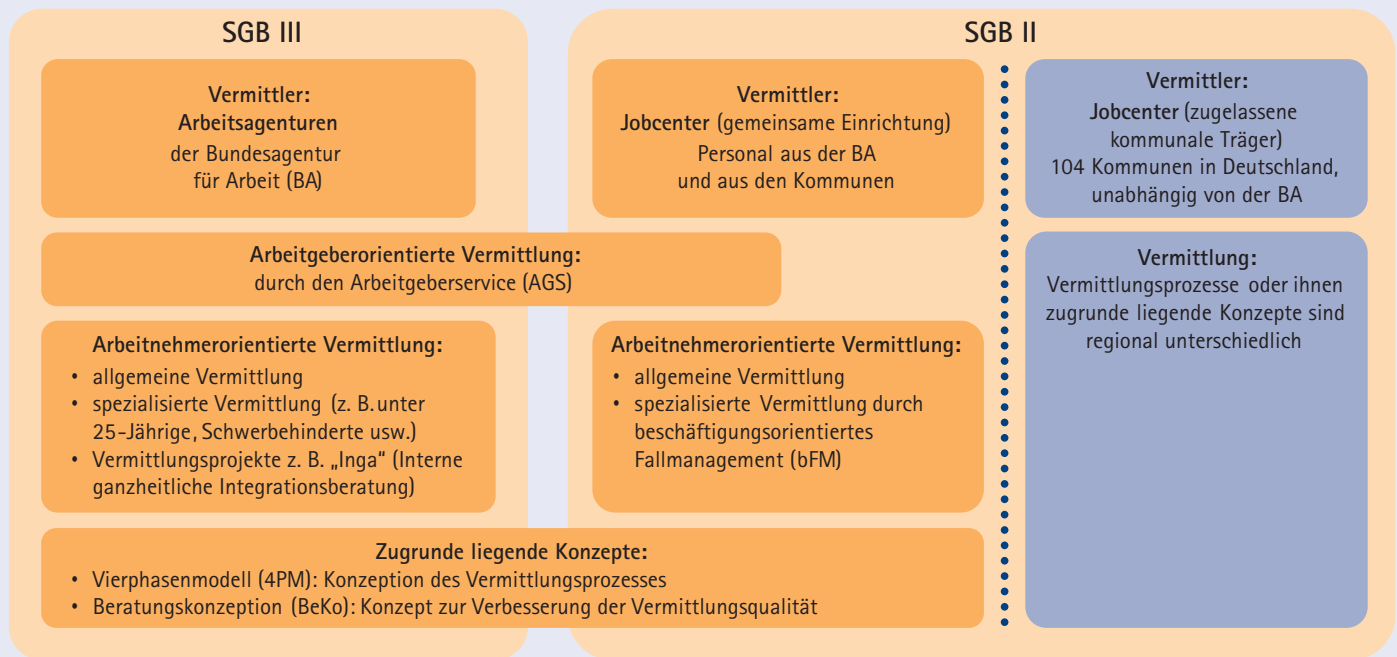 SGB III
Vermittler:
Arbeitsagenturen
der Bundesagentur
für Arbeit (BA)
SGB II
Vermittler:
Jobcenter (gemeinsame Einrichtung)
Personal aus der BA
und aus den Kommunen
Vermittler:
Jobcenter (zugelassene
kommunale Träger)
104 Kommunen in Deutschland,
unabhängig von der BA
Arbeitgeberorientierte Vermittlung:
durch den Arbeitgeberservice (AGS)
Vermittlung:
Vermittlungsprozesse oder ihnen
zugrunde liegende Konzepte sind
regional unterschiedlich
Arbeitnehmerorientierte Vermittlung:
• allgemeine Vermittlung
• spezialisierte Vermittlung (z. B. unter
25-Jährige, Schwerbehinderte usw.)
• Vermittlungsprojekte z. B. „Inga“ (Interne
ganzheitliche Integrationsberatung)
Arbeitnehmerorientierte Vermittlung:
• allgemeine Vermittlung
• spezialisierte Vermittlung durch
beschäftigungsorientiertes
Fallmanagement (bFM)
Zugrunde liegende Konzepte:
• Vierphasenmodell (4PM): Konzeption des Vermittlungsprozesses
• Beratungskonzeption (BeKo): Konzept zur Verbesserung der Vermittlungsqualität